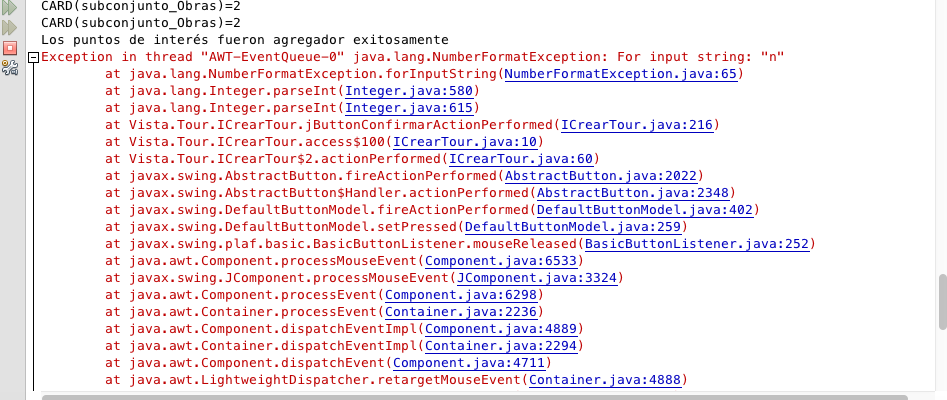 CARD(subconjunto_Obras)=2
CARD(subconjunto_Obras)=2
Los puntos de interés fueron agregador exitosamente
Exception in thread "AWT-EventQueue-0" java.lang.NumberFormatException: For input string: "n"
at java.lang.NumberFormatException.forInputString(NumberFormatException.java:65)
at java.lang.Integer.parseInt(Integer.java:580)
at java.lang.Integer.parseInt(Integer.java:615)
at Vista.Tour.ICrearTour.jButtonConfirmarActionPerformed(ICrearTour.java:216)
at Vista.Tour.ICrearTour.access$100(ICrearTour.java:10)
at Vista.Tour.ICrearTour$2.actionPerformed(ICrearTour.java:60)
at javax.swing.AbstractButton.fireActionPerformed(AbstractButton.java:2022)
at javax.swing.AbstractButton$Handler.actionPerformed(AbstractButton.java:2348)
at javax.swing.DefaultButtonModel.fireActionPerformed(DefaultButtonModel.java:402)
at javax.swing.DefaultButtonModel.setPressed(DefaultButtonModel.java:259)
at javax.swing.plaf.basic.BasicButtonListener.mouseReleased(BasicButtonListener.java:252)
at java.awt.Component.processMouseEvent(Component.java:6533)
at javax.swing.JComponent.processMouseEvent(JComponent.java:3324)
at java.awt.Component.processEvent(Component.java:6298)
at java.awt.Container.processEvent(Container.java:2236)
at java.awt.Component.dispatchEventImpl(Component.java:4889)
at java.awt.Container.dispatchEventImpl(Container.java:2294)
at java.awt.Component.dispatchEvent(Component.java:4711)
at java.awt.LightweightDispatcher.retargetMouseEvent(Container.java:4888)